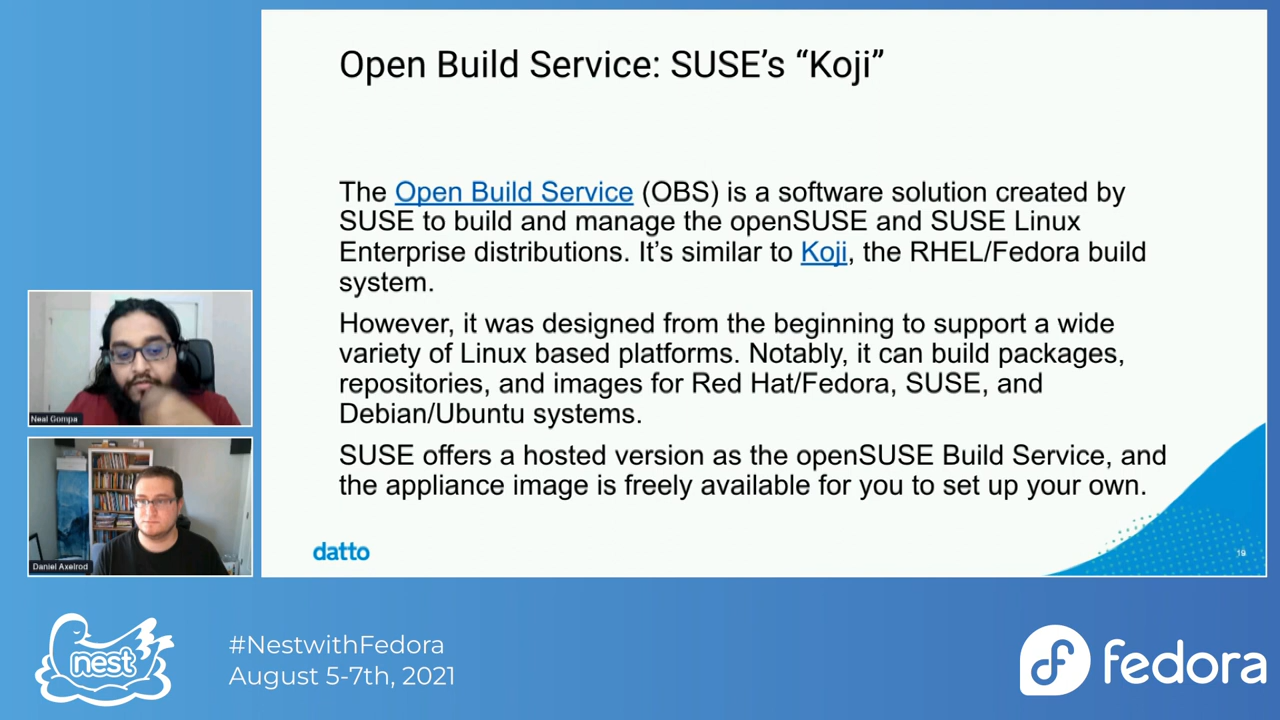 Open Build Service: SUSE's “Koji”
The Open Build Service (OBS) is a software solution created by
SUSE to build and manage the openSUSE and SUSE Linux
Enterprise distributions. It’s similar to Koji, the RHEL/Fedora build
system.
However, it was designed from the beginning to support a wide
variety of Linux based platforms. Notably, it can build packages,
repositories, and images for Red Hat/Fedora, SUSE, and
Debian/Ubuntu systems.
SUSE offers a hosted version as the openSUSE Build Service, and
the appliance image is freely available for you to set up your own.
datto
19
Neal Gompa
Daniel Axelrod
nest
#NestwithFedora
August 5-7th, 2021
fedora